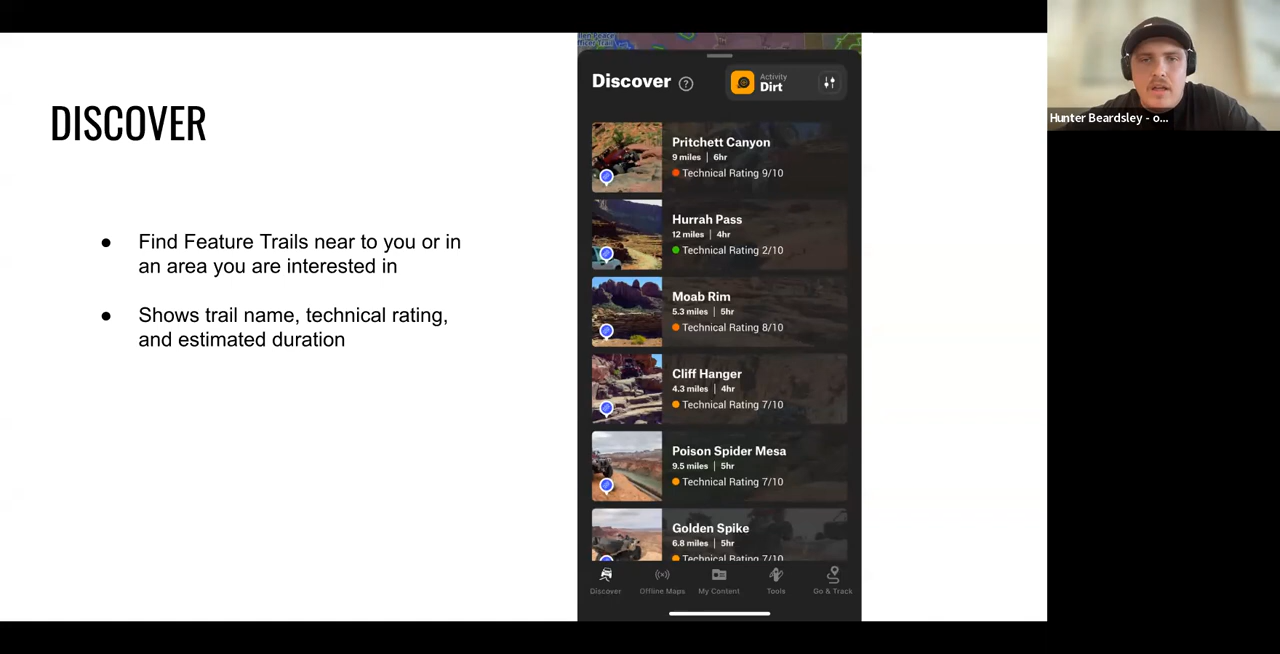 DISCOVER
● Find Feature Trails near to you or in
an area you are interested in
● Shows trail name, technical rating,
and estimated duration
Discover ?
Activity
Dirt
Pritchett Canyon
9 miles | 6hr
Technical Rating 9/10
Hurrah Pass
12 miles | 4hr
Technical Rating 2/10
Moab Rim
5.3 miles | 5hr
Technical Rating 8/10
Cliff Hanger
4.3 miles | 4hr
Technical Rating 7/10
Poison Spider Mesa
9.5 miles | 5hr
Technical Rating 7/10
Golden Spike
6.8 miles | 5hr
Technical Rating 7/10
Discover
Offline Maps
My Content
Tools
Go & Track
Hunter Beardsley - o...